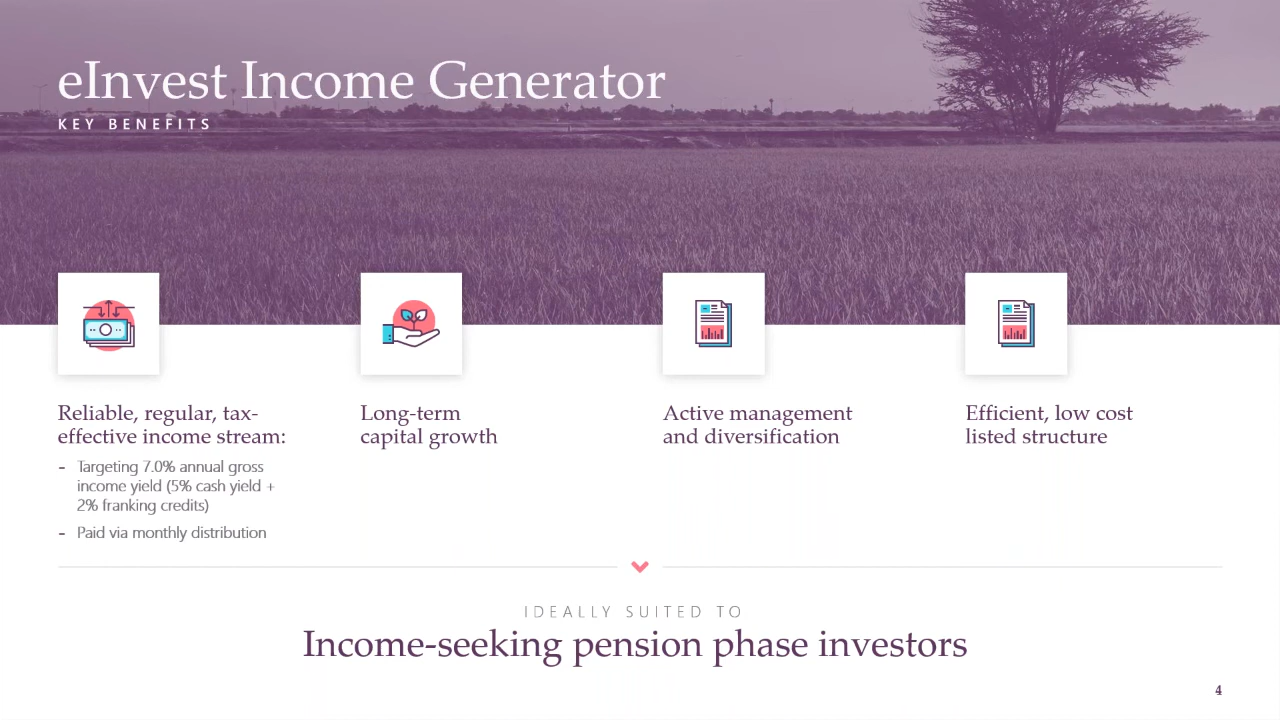 eInvest Income Generator
KEY BENEFITS
Reliable, regular, tax-
effective income stream:
- Targeting 7.0% annual gross
income yield (5% cash yield +
2% franking credits)
- Paid via monthly distribution
Long-term
capital growth
Active management
and diversification
Efficient, low cost
listed structure
IDEALLY SUITED TO
Income-seeking pension phase investors
4